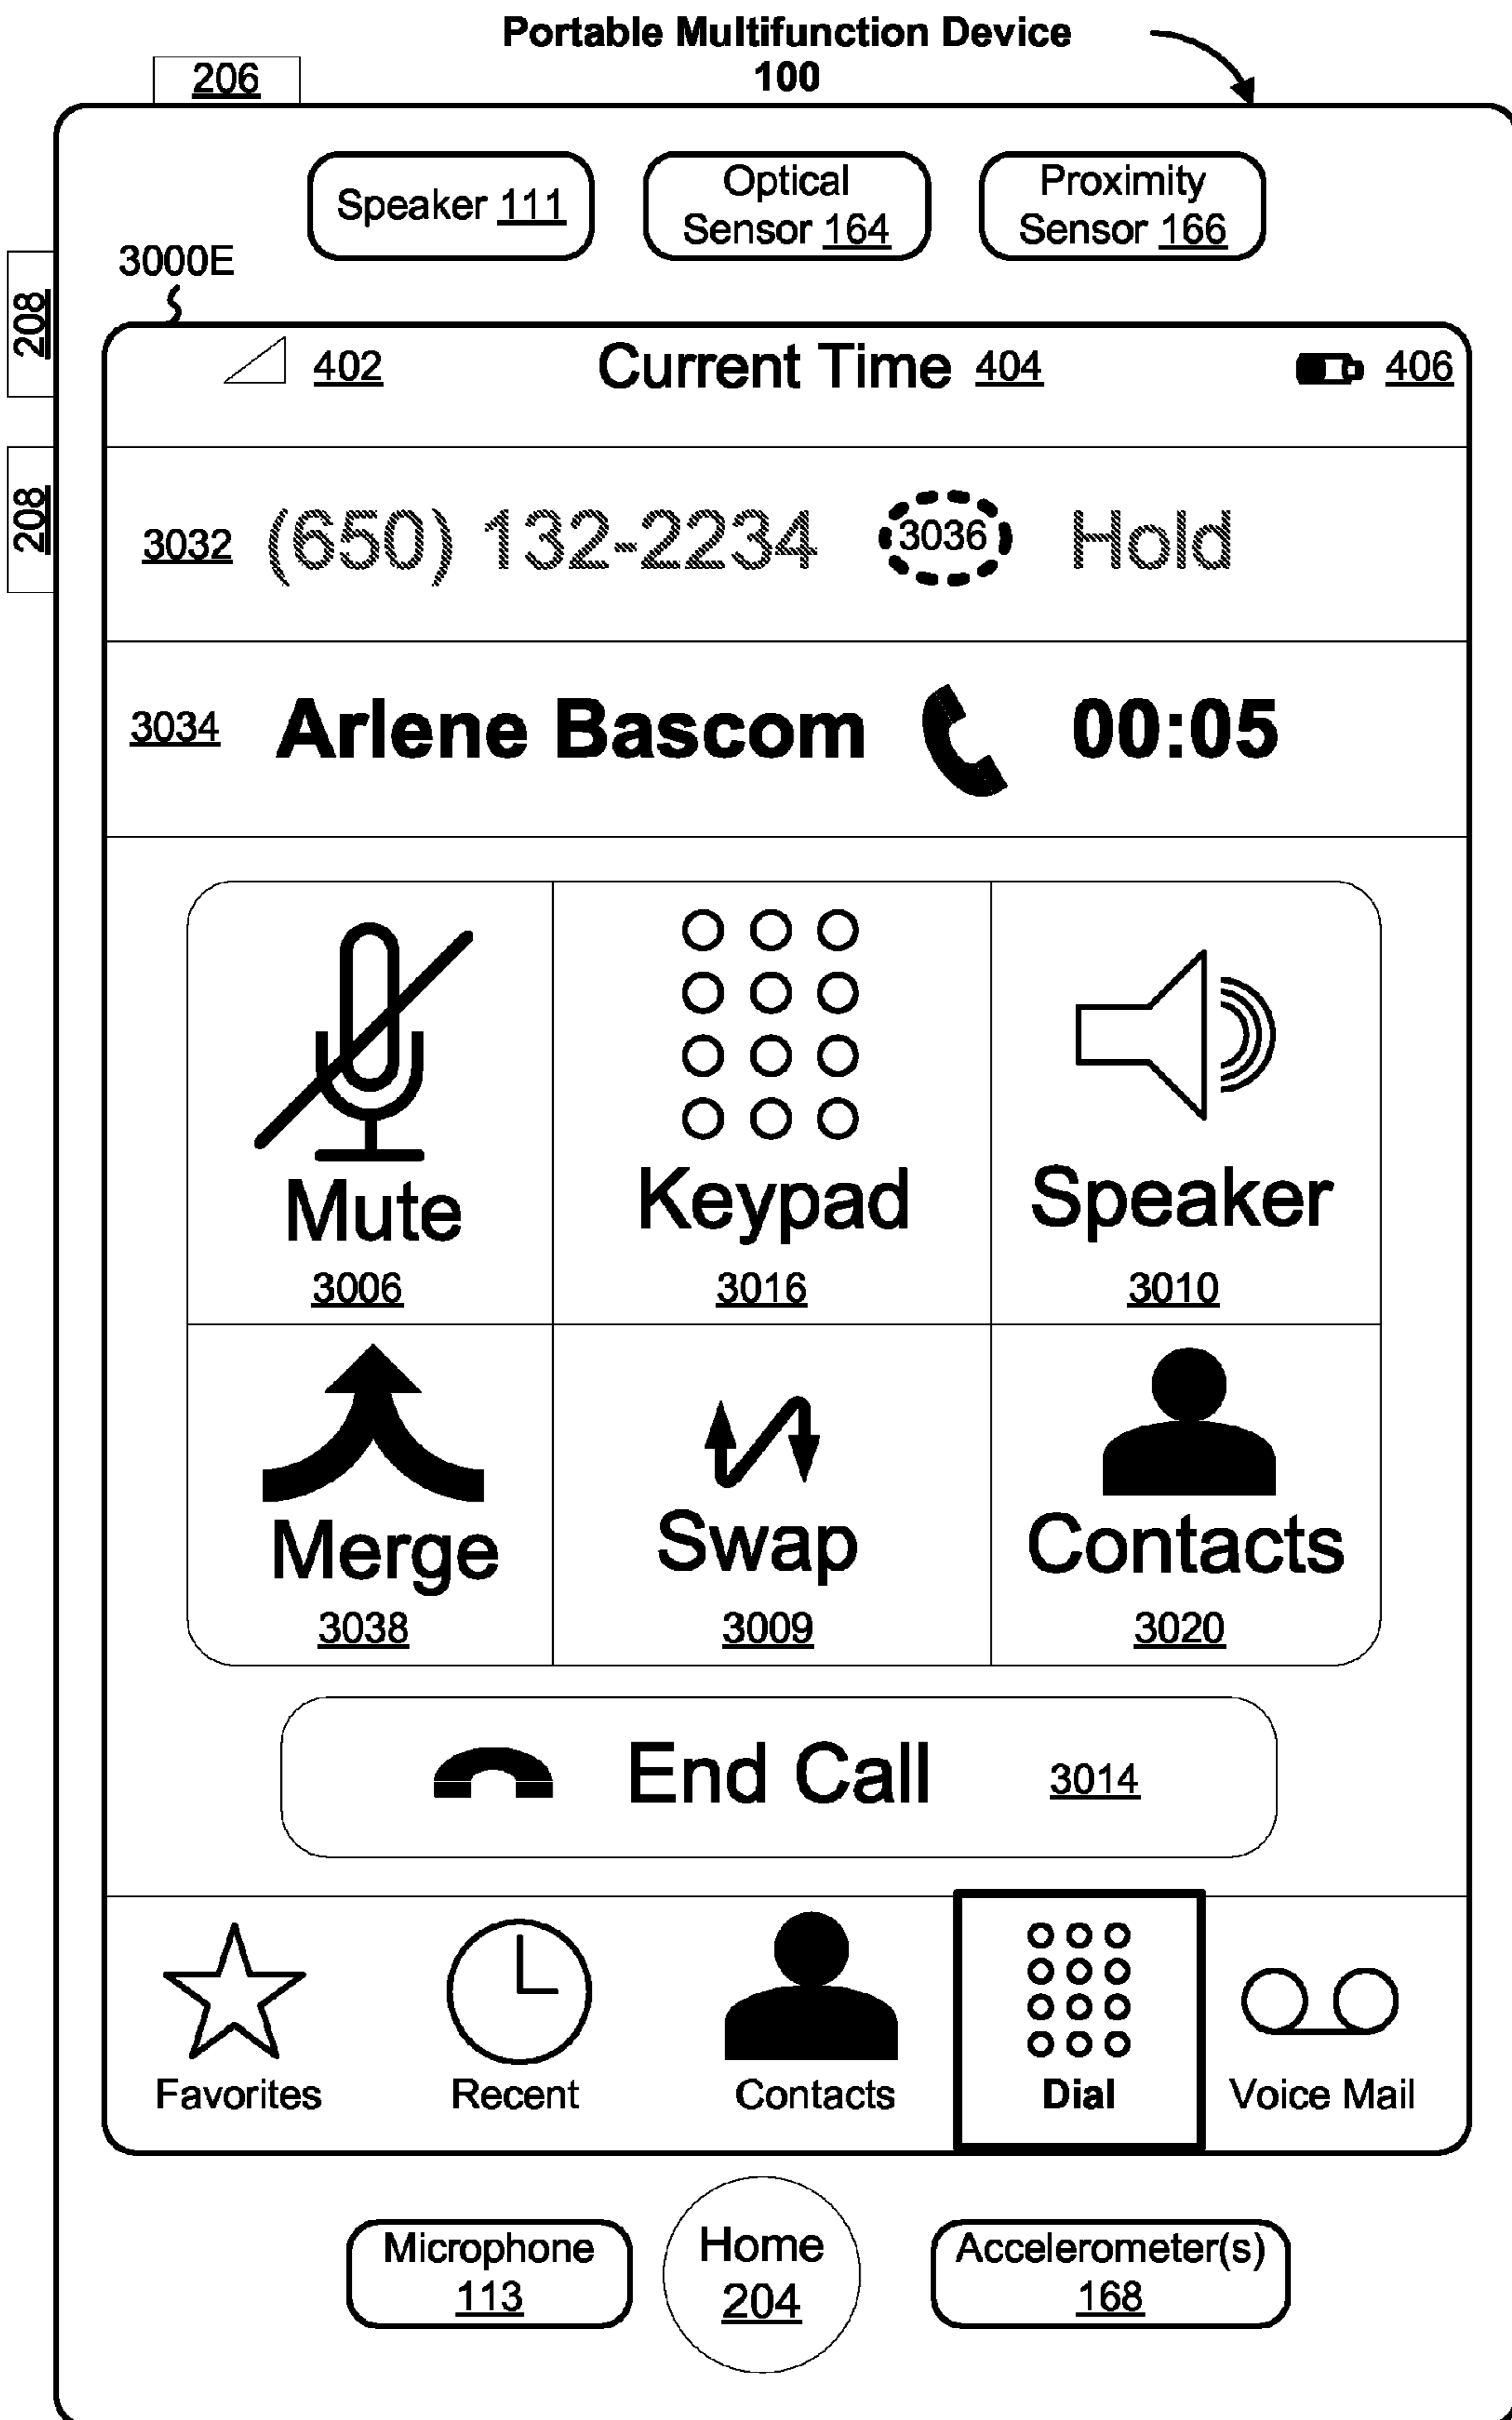 Portable Multifunction Device
100
206
Speaker 111
Optical
Sensor 164
Proximity
Sensor 166
3000E
208
208
402
Current Time 404
406
3032 (650) 132-2234 3036 Hold
3034 Arlene Bascom 00:05
Mute
3006
Keypad
3016
Speaker
3010
Merge
3038
Swap
3009
Contacts
3020
End Call 3014
Favorites
Recent
Contacts
Dial
Voice Mail
Microphone
113
Home
204
Accelerometer(s)
168